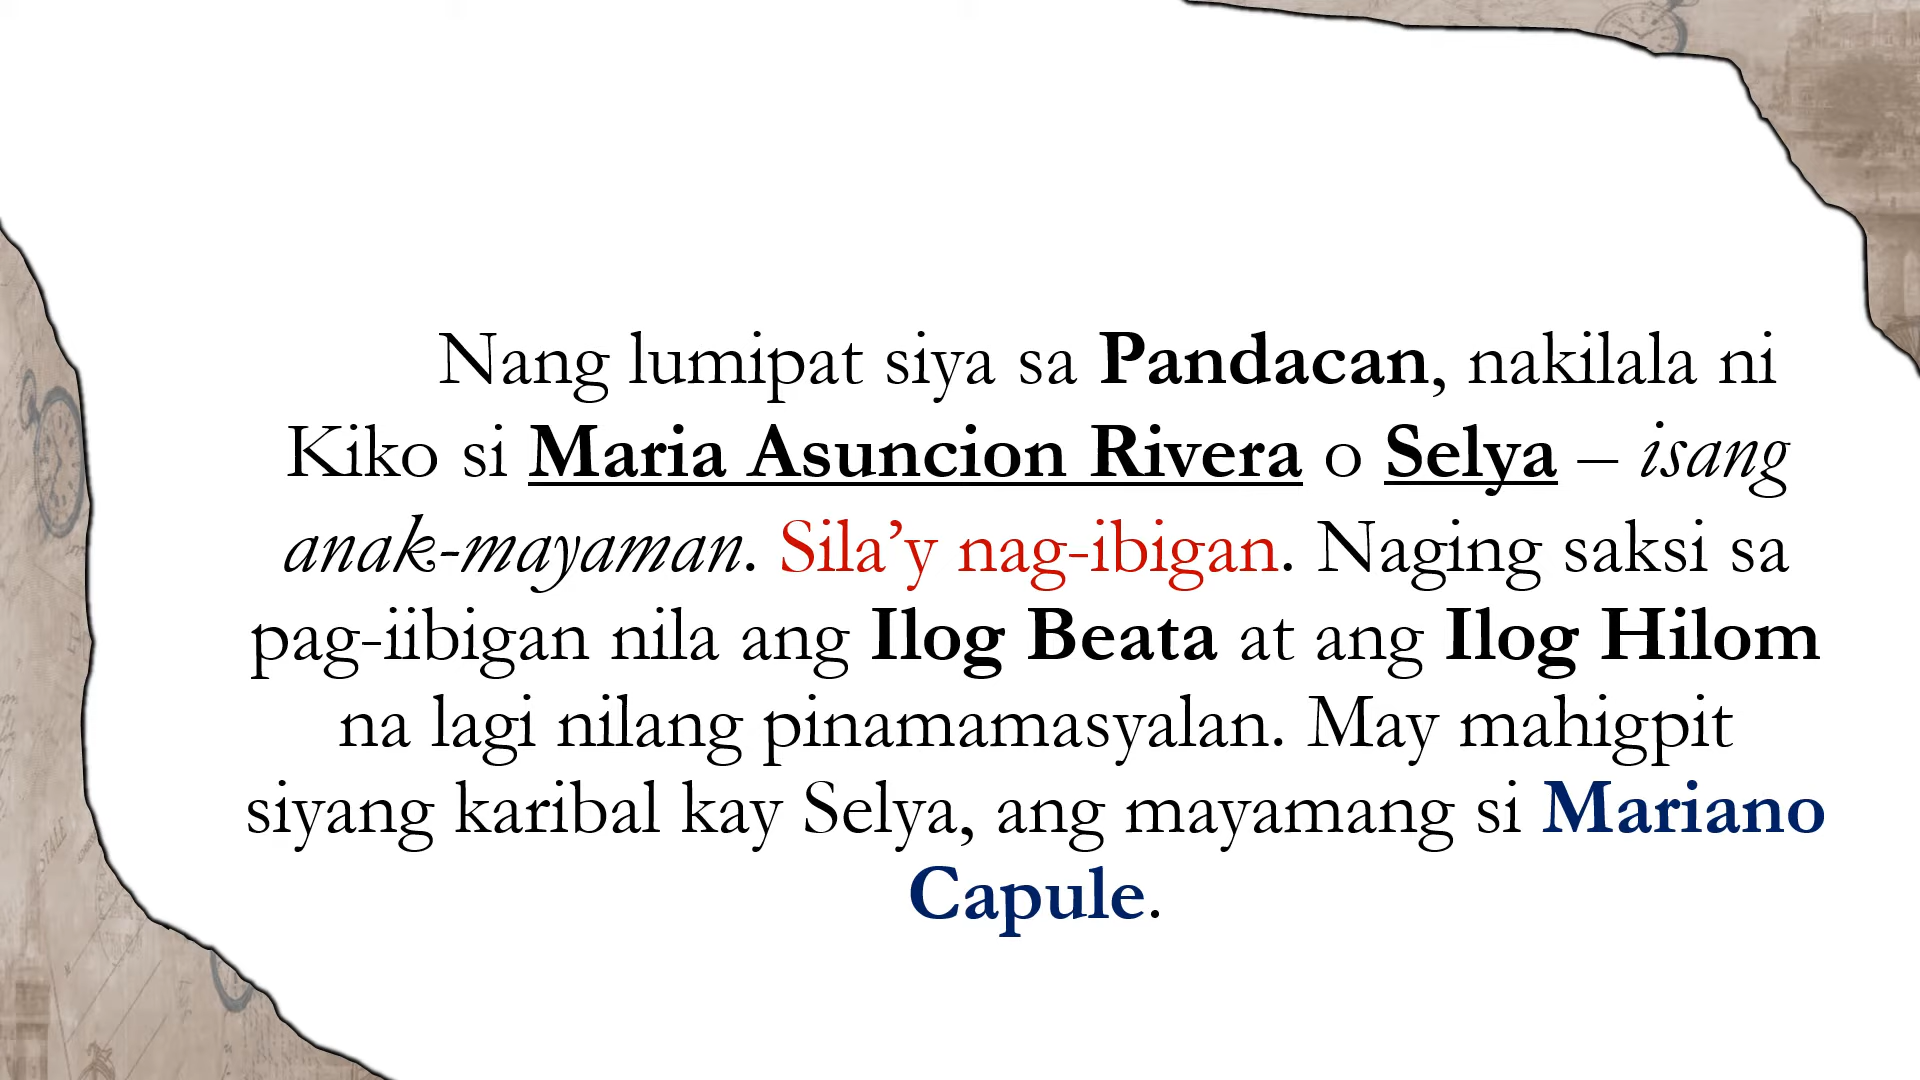 Nang lumipat siya sa Pandacan, nakilala ni
Kiko si Maria Asuncion Rivera o Selya – isang
anak-mayaman. Sila’y nag-ibigan. Naging saksi sa
pag-iibigan nila ang Ilog Beata at ang Ilog Hilom
na lagi nilang pinamamasyalan. May mahigpit
siyang karibal kay Selya, ang mayamang si Mariano
Capule.